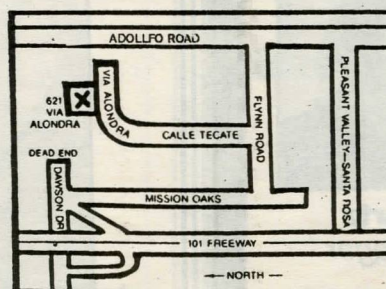 ADOLLFO ROAD
VIA ALONDRA
621
VIA
ALONDRA
CALLE TECATE
FLYNN ROAD
PLEASANT VALLEY—SANTA ROSA
DEAD END
DAWSON DR
MISSION OAKS
101 FREEWAY
←NORTH —